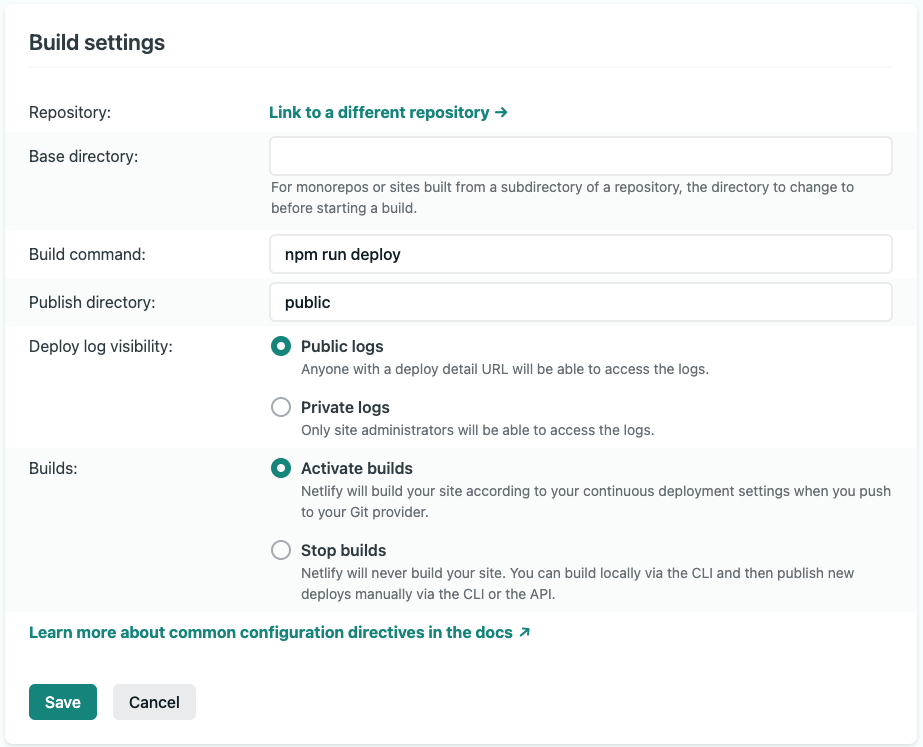 Build settings
Repository:
Link to a different repository →
Base directory:
For monorepos or sites built from a subdirectory of a repository, the directory to change to
before starting a build.
Build command:
npm run deploy
Publish directory:
public
Deploy log visibility:
Public logs
Anyone with a deploy detail URL will be able to access the logs.
Private logs
Only site administrators will be able to access the logs.
Builds:
Activate builds
Netlify will build your site according to your continuous deployment settings when you push
to your Git provider.
Stop builds
Netlify will never build your site. You can build locally via the CLI and then publish new
deploys manually via the CLI or the API.
Learn more about common configuration directives in the docs ↗
Save
Cancel